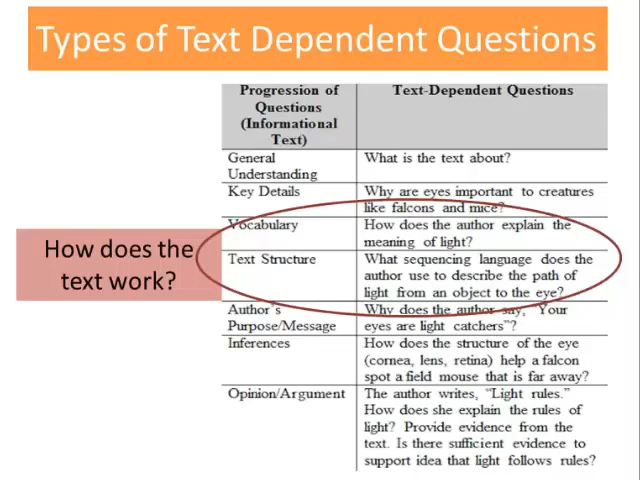 Types of Text Dependent Questions
Progression of
Questions
(Informational
Text)
Text-Dependent Questions
General
Understanding
What is the text about?
Key Details
Why are eyes important to creatures
like falcons and mice?
Vocabulary
How does the author explain the
meaning of light?
Text Structure
What sequencing language does the
author use to describe the path of
light from an object to the eye?
Author's
Purpose/Message
Why does the author say, "Your
eyes are light catchers"?
Inferences
How does the structure of the eye
(cornea, lens, retina) help a falcon
spot a field mouse that is far away?
Opinion/Argument
The author writes, "Light rules."
How does she explain the rules of
light? Provide evidence from the
text. Is there sufficient evidence to
support idea that light follows rules?
How does the
text work?